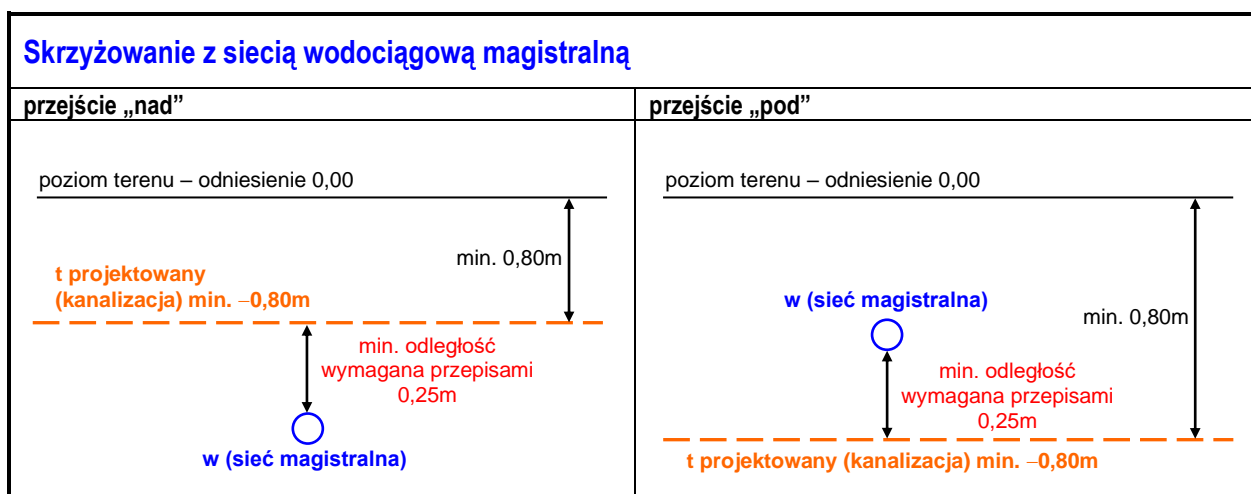 Skrzyżowanie z siecią wodociągową magistralną
przejście „nad”
poziom terenu – odniesienie 0,00
min. 0,80m
t projektowany
(kanalizacja) min. −0,80m
min. odległość
wymagana przepisami
0,25m
w (sieć magistralna)
przejście „pod”
poziom terenu – odniesienie 0,00
w (sieć magistralna)
min. 0,80m
min. odległość
wymagana przepisami
0,25m
t projektowany (kanalizacja) min. −0,80m